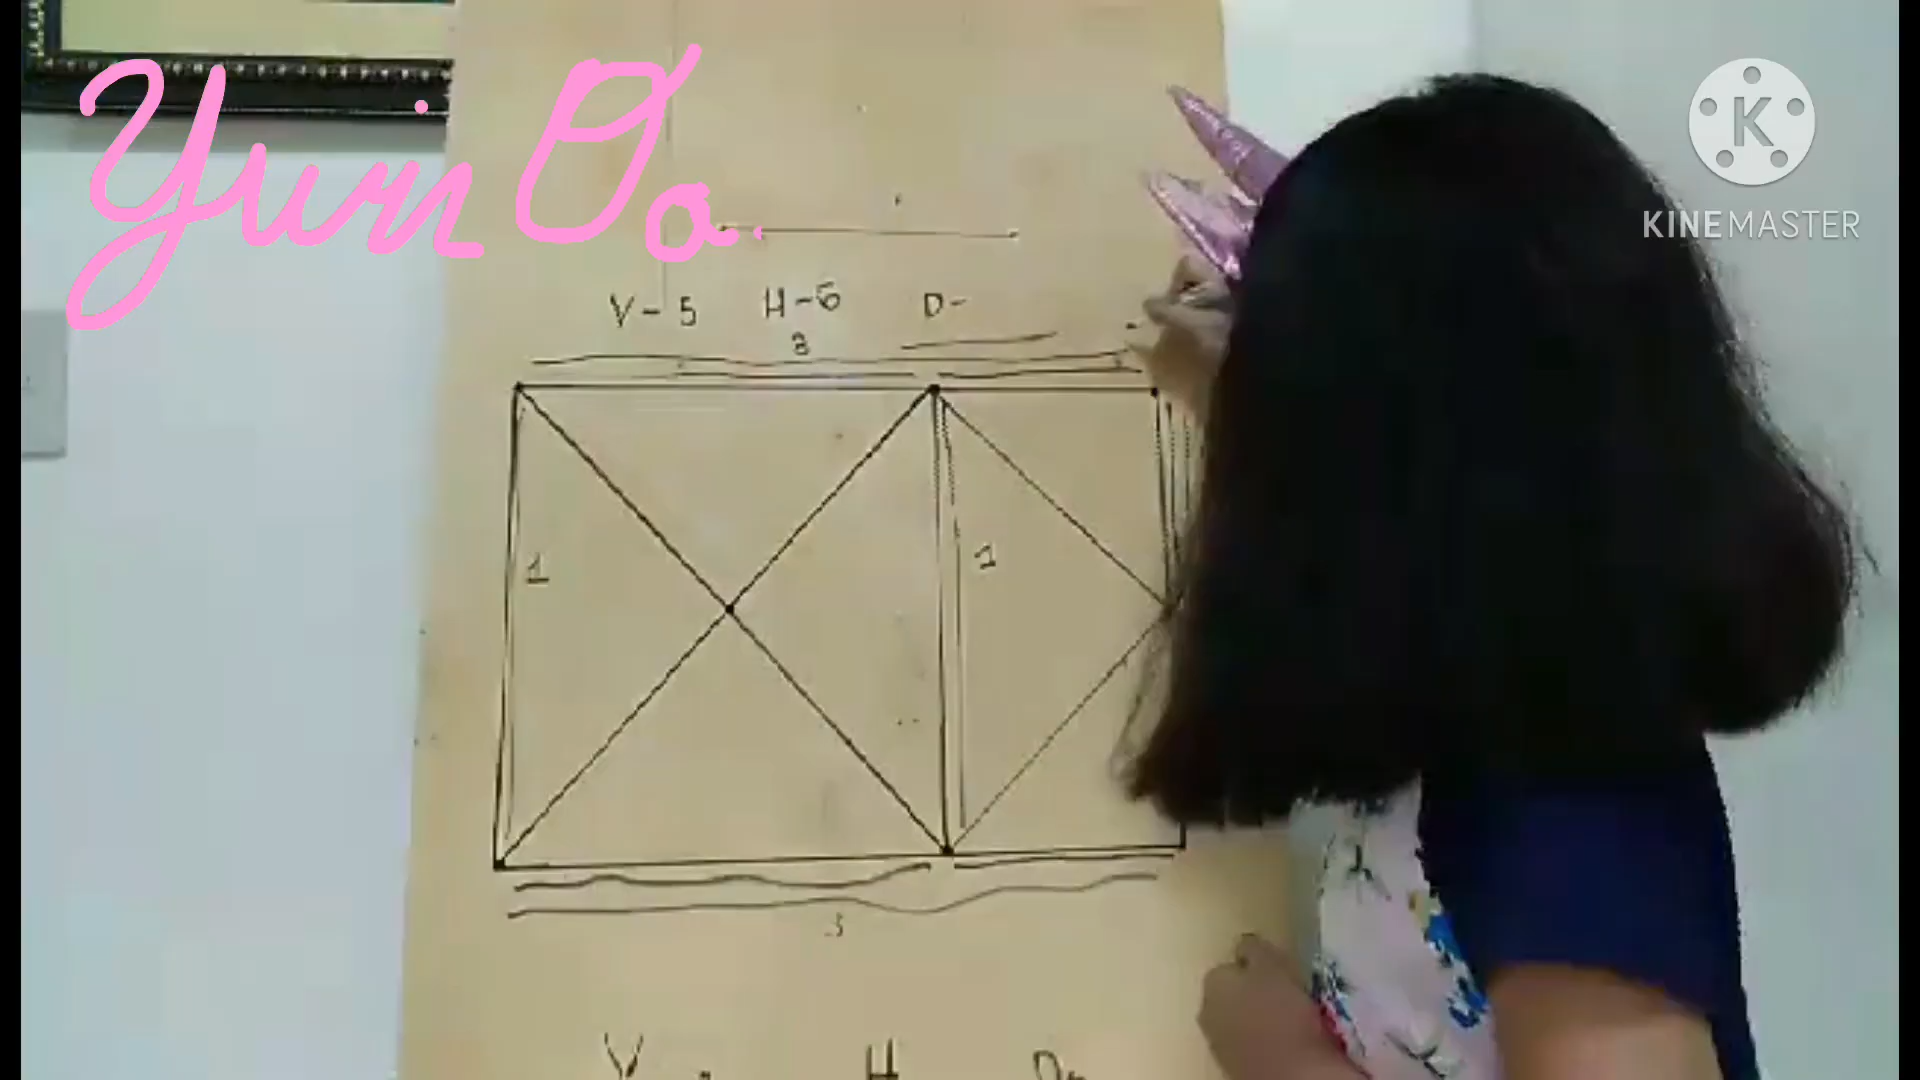 Yuri Oa.
KINEMASTER
V - 5 H - 6 D -
3
1
1
3
V H D